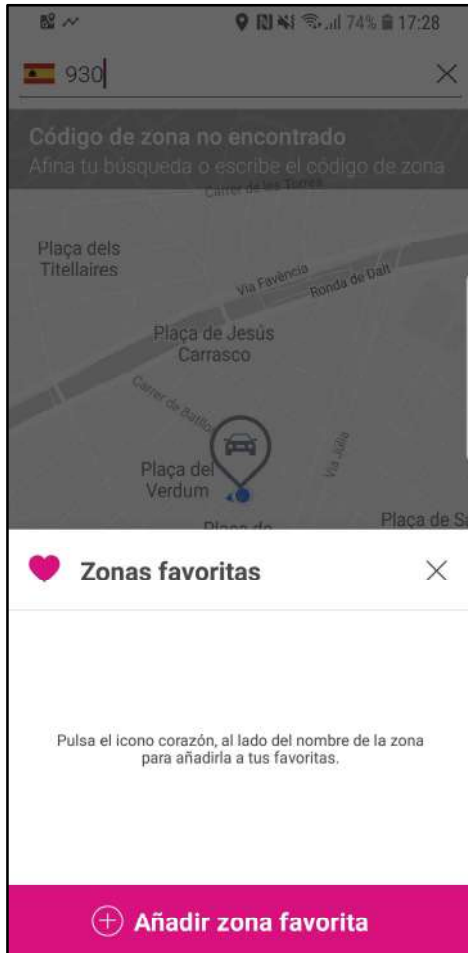 74% 17:28
930
Código de zona no encontrado
Afina tu búsqueda o escribe el código de zona
Carrer de les Torres
Plaça dels
Titellaires
Via Favència
Ronda de Dalt
Plaça de Jesús
Carrasco
Carrer de Batllo
Via Júlia
Plaça del
Verdum
Plaça de
Plaça de Sa
Zonas favoritas
Pulsa el icono corazón, al lado del nombre de la zona
para añadirla a tus favoritas.
Añadir zona favorita